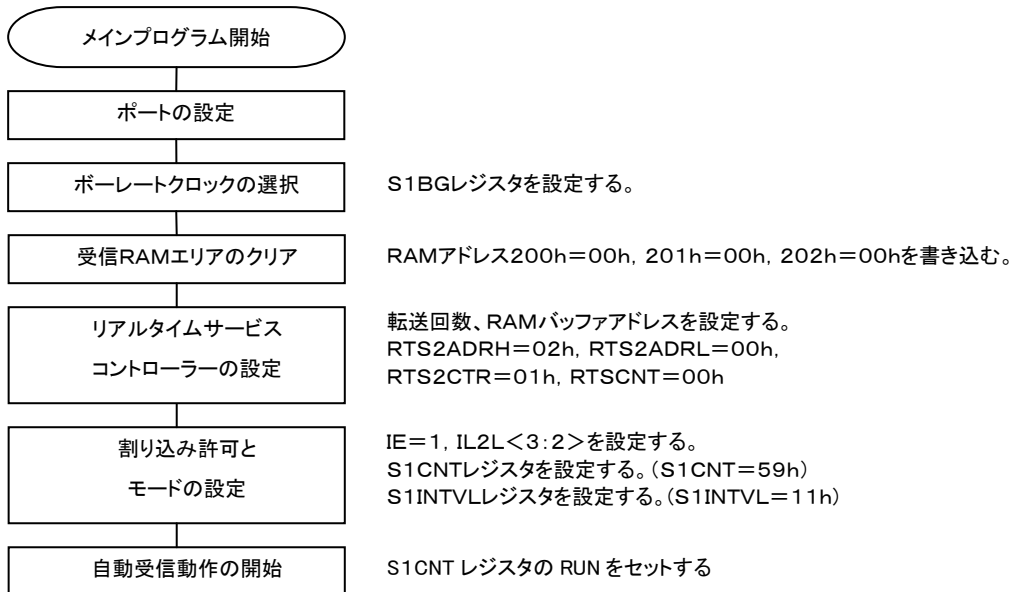 メインプログラム開始
ポートの設定
ボーレートクロックの選択
S1BGレジスタを設定する。
受信RAMエリアのクリア
RAMアドレス200h=00h, 201h=00h, 202h=00hを書き込む。
リアルタイムサービス
コントローラーの設定
転送回数、RAMバッファアドレスを設定する。
RTS2ADRH=02h, RTS2ADRL=00h,
RTS2CTR=01h, RTSCNT=00h
割り込み許可と
モードの設定
IE=1, IL2L<3:2>を設定する。
S1CNTレジスタを設定する。(S1CNT=59h)
S1INTVLレジスタを設定する。(S1INTVL=11h)
自動受信動作の開始
S1CNT レジスタの RUN をセットする